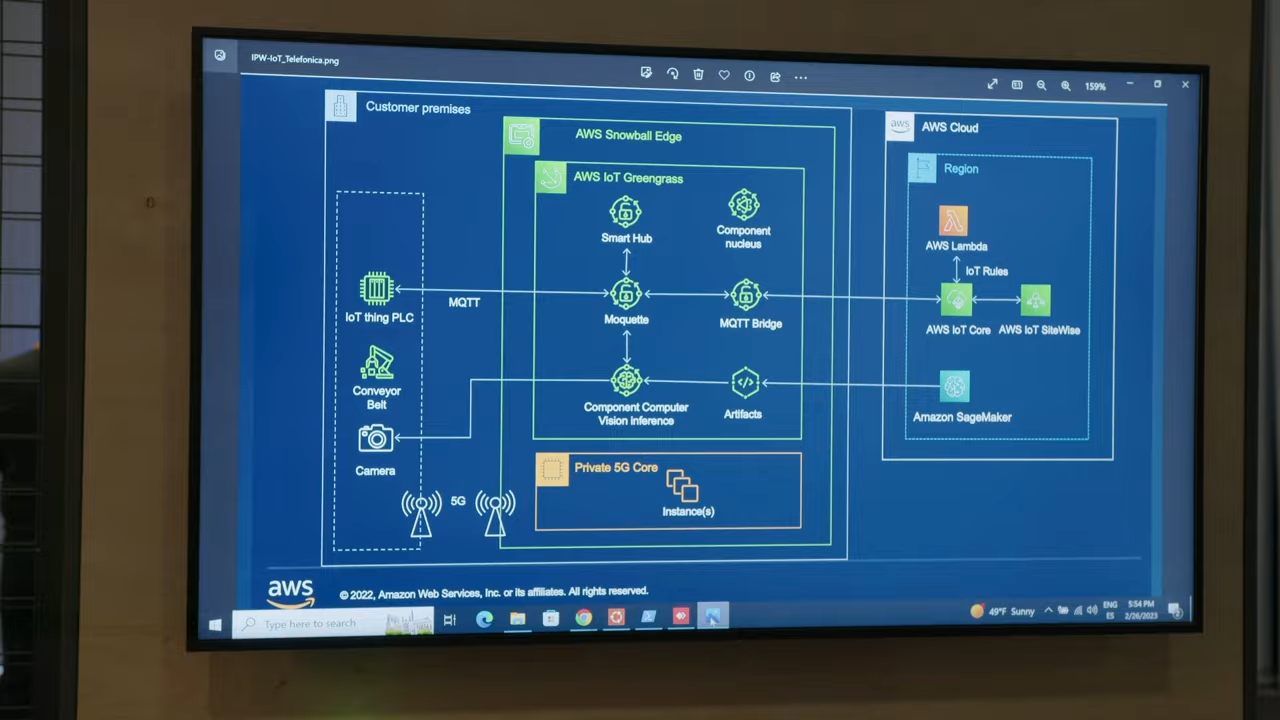 IPW-IoT_Telefonica.png
159%
Customer premises
AWS Snowball Edge
aws
AWS Cloud
AWS IoT Greengrass
Region
Smart Hub
Component
nucleus
AWS Lambda
IoT Rules
IoT thing PLC
MQTT
Moquette
MQTT Bridge
AWS IoT Core
AWS IoT SiteWise
Conveyor
Belt
Component Computer
Vision inference
Artifacts
Amazon SageMaker
Camera
Private 5G Core
5G
Instance(s)
aws
© 2022, Amazon Web Services, Inc. or its affiliates. All rights reserved.
Type here to search
49°F Sunny
ENG
ES
5:54 PM
2/26/2023